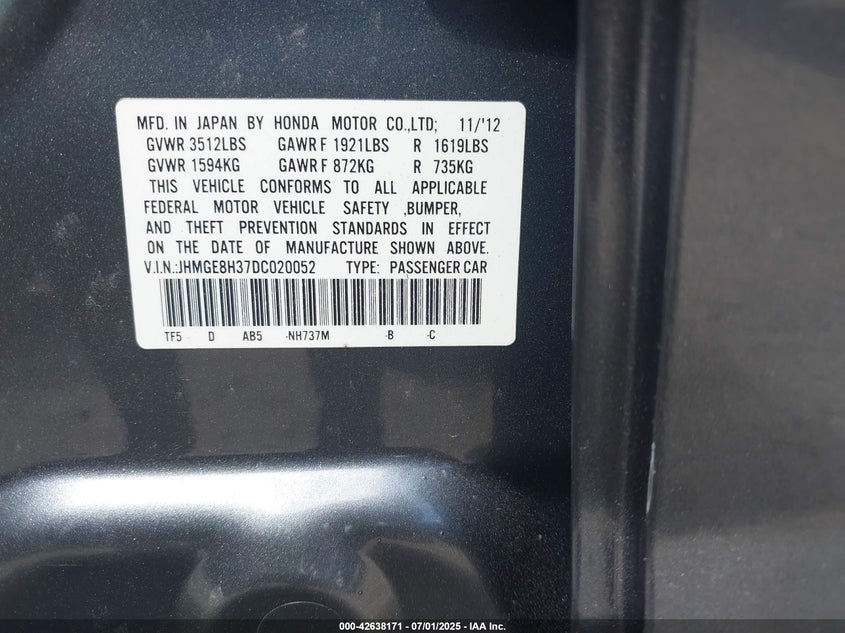 MFD. IN JAPAN BY HONDA MOTOR CO.,LTD; 11/'12
GVWR 3512LBS GAWR F 1921LBS R 1619LBS
GVWR 1594KG GAWR F 872KG R 735KG
THIS VEHICLE CONFORMS TO ALL APPLICABLE
FEDERAL MOTOR VEHICLE SAFETY ,BUMPER,
AND THEFT PREVENTION STANDARDS IN EFFECT
ON THE DATE OF MANUFACTURE SHOWN ABOVE.
V.I.N.:JHMGE8H37DC020052 TYPE: PASSENGER CAR
TF5 D AB5 -NH737M -B -C
000-42638171 - 07/01/2025 - IAA Inc.